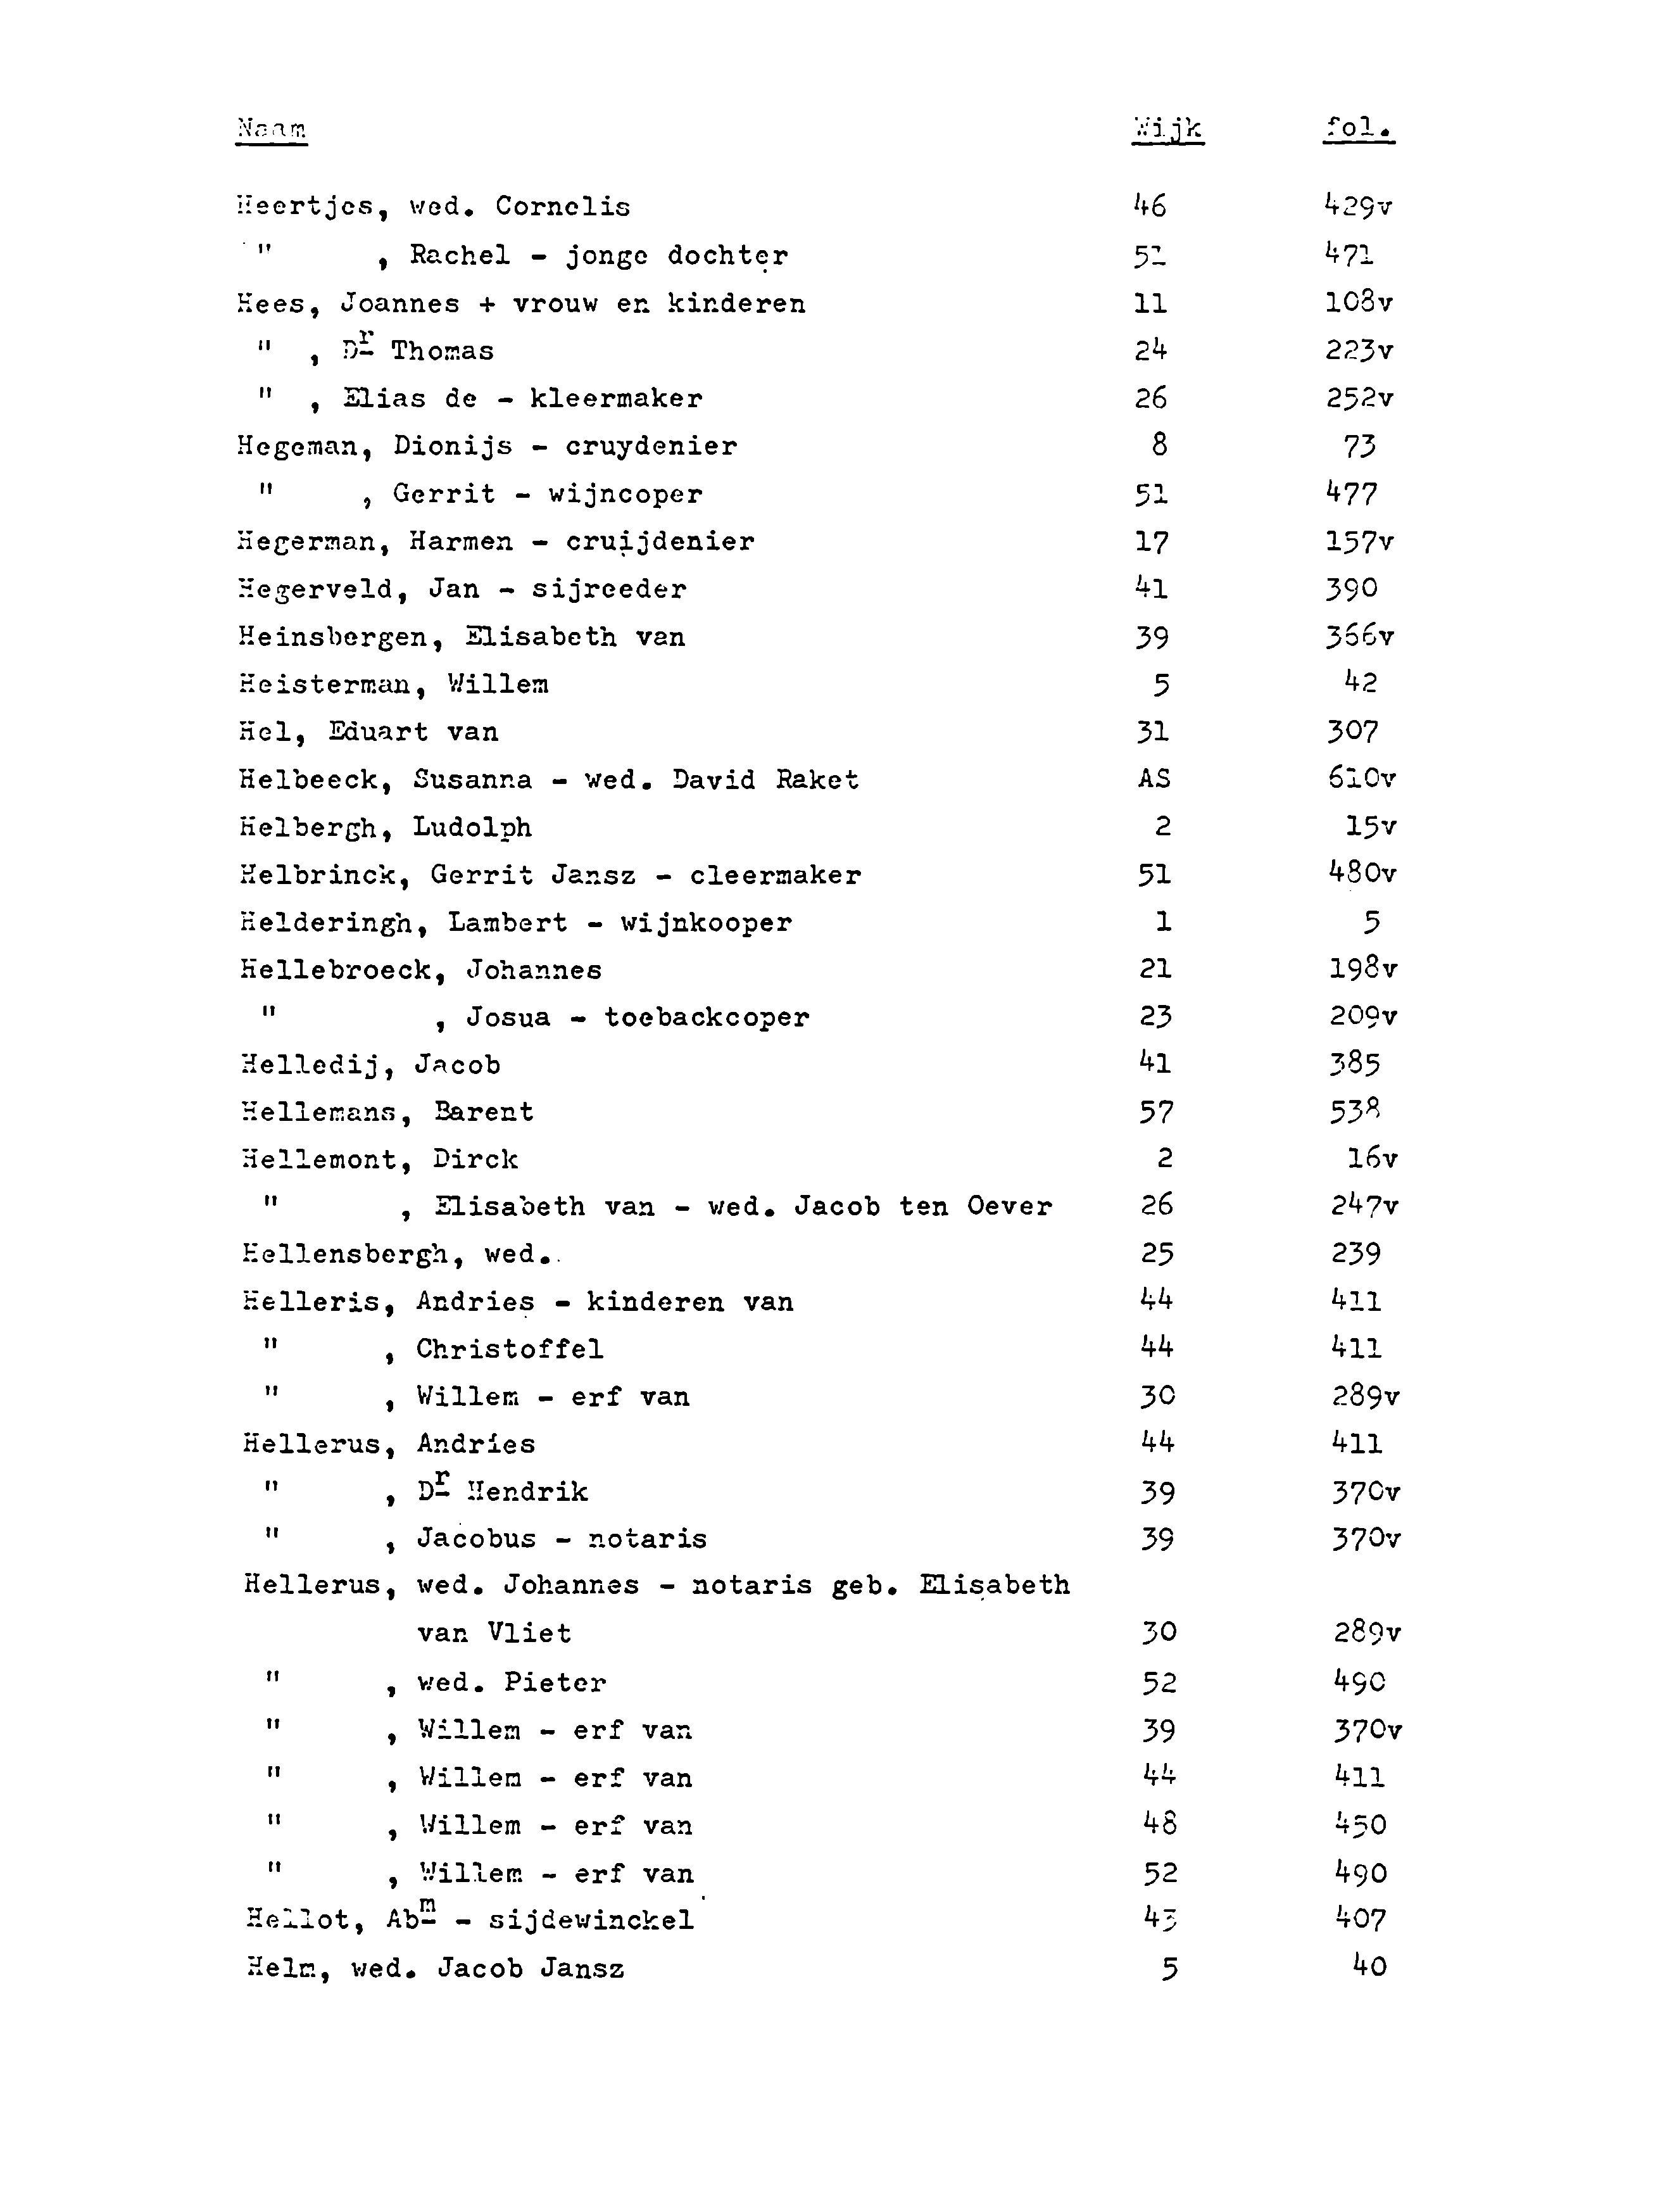 Naam Wijk fol.
Heertjes, wed. Cornelis 46 429v
" , Rachel - jonge dochter 51 471
Hees, Joannes + vrouw en kinderen 11 108v
" , Dr Thomas 24 223v
" , Elias de - kleermaker 26 252v
Hegeman, Dionijs - cruydenier 8 73
" , Gerrit - wijncoper 51 477
Hegerman, Harmen - cruijdenier 17 157v
Hegerveld, Jan - sijreeder 41 390
Heinsbergen, Elisabeth van 39 366v
Heisterman, Willem 5 42
Hel, Eduart van 31 307
Helbeeck, Susanna - wed. David Raket AS 610v
Helbergh, Ludolph 2 15v
Helbrinck, Gerrit Jansz - cleermaker 51 480v
Helderingh, Lambert - wijnkooper 1 5
Hellebroeck, Johannes 21 198v
" , Josua - toebackcoper 23 209v
Helledij, Jacob 41 385
Hellemans, Barent 57 538
Hellemont, Dirck 2 16v
" , Elisabeth van - wed. Jacob ten Oever 26 247v
Hellensbergh, wed. 25 239
Helleris, Andries - kinderen van 44 411
" , Christoffel 44 411
" , Willem - erf van 30 289v
Hellerus, Andries 44 411
" , Dr Hendrik 39 370v
" , Jacobus - notaris 39 370v
Hellerus, wed. Johannes - notaris geb. Elisabeth
van Vliet 30 289v
" , wed. Pieter 52 490
" , Willem - erf van 39 370v
" , Willem - erf van 44 411
" , Willem - erf van 48 450
" , Willem - erf van 52 490
Hellot, Abm - sijdewinckel 43 407
Helm, wed. Jacob Jansz 5 40